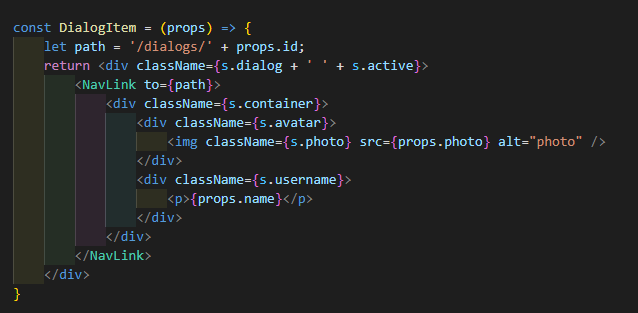 const DialogItem = (props) => {
    let path = '/dialogs/' + props.id;
    return <div className={s.dialog + ' ' + s.active}>
        <NavLink to={path}>
            <div className={s.container}>
                <div className={s.avatar}>
                    <img className={s.photo} src={props.photo} alt="photo" />
                </div>
                <div className={s.username}>
                    <p>{props.name}</p>
                </div>
            </div>
        </NavLink>
    </div>
}